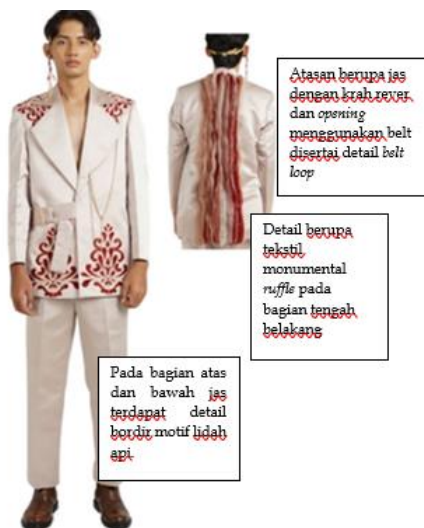 Atasan berupa jas
dengan krah rever
dan opening
menggunakan belt
disertai detail belt
loop
Detail berupa
tekstil
monumental
ruffle pada
bagian tengah
belakang
Pada bagian atas
dan bawah jas
terdapat detail
bordir motif lidah
api